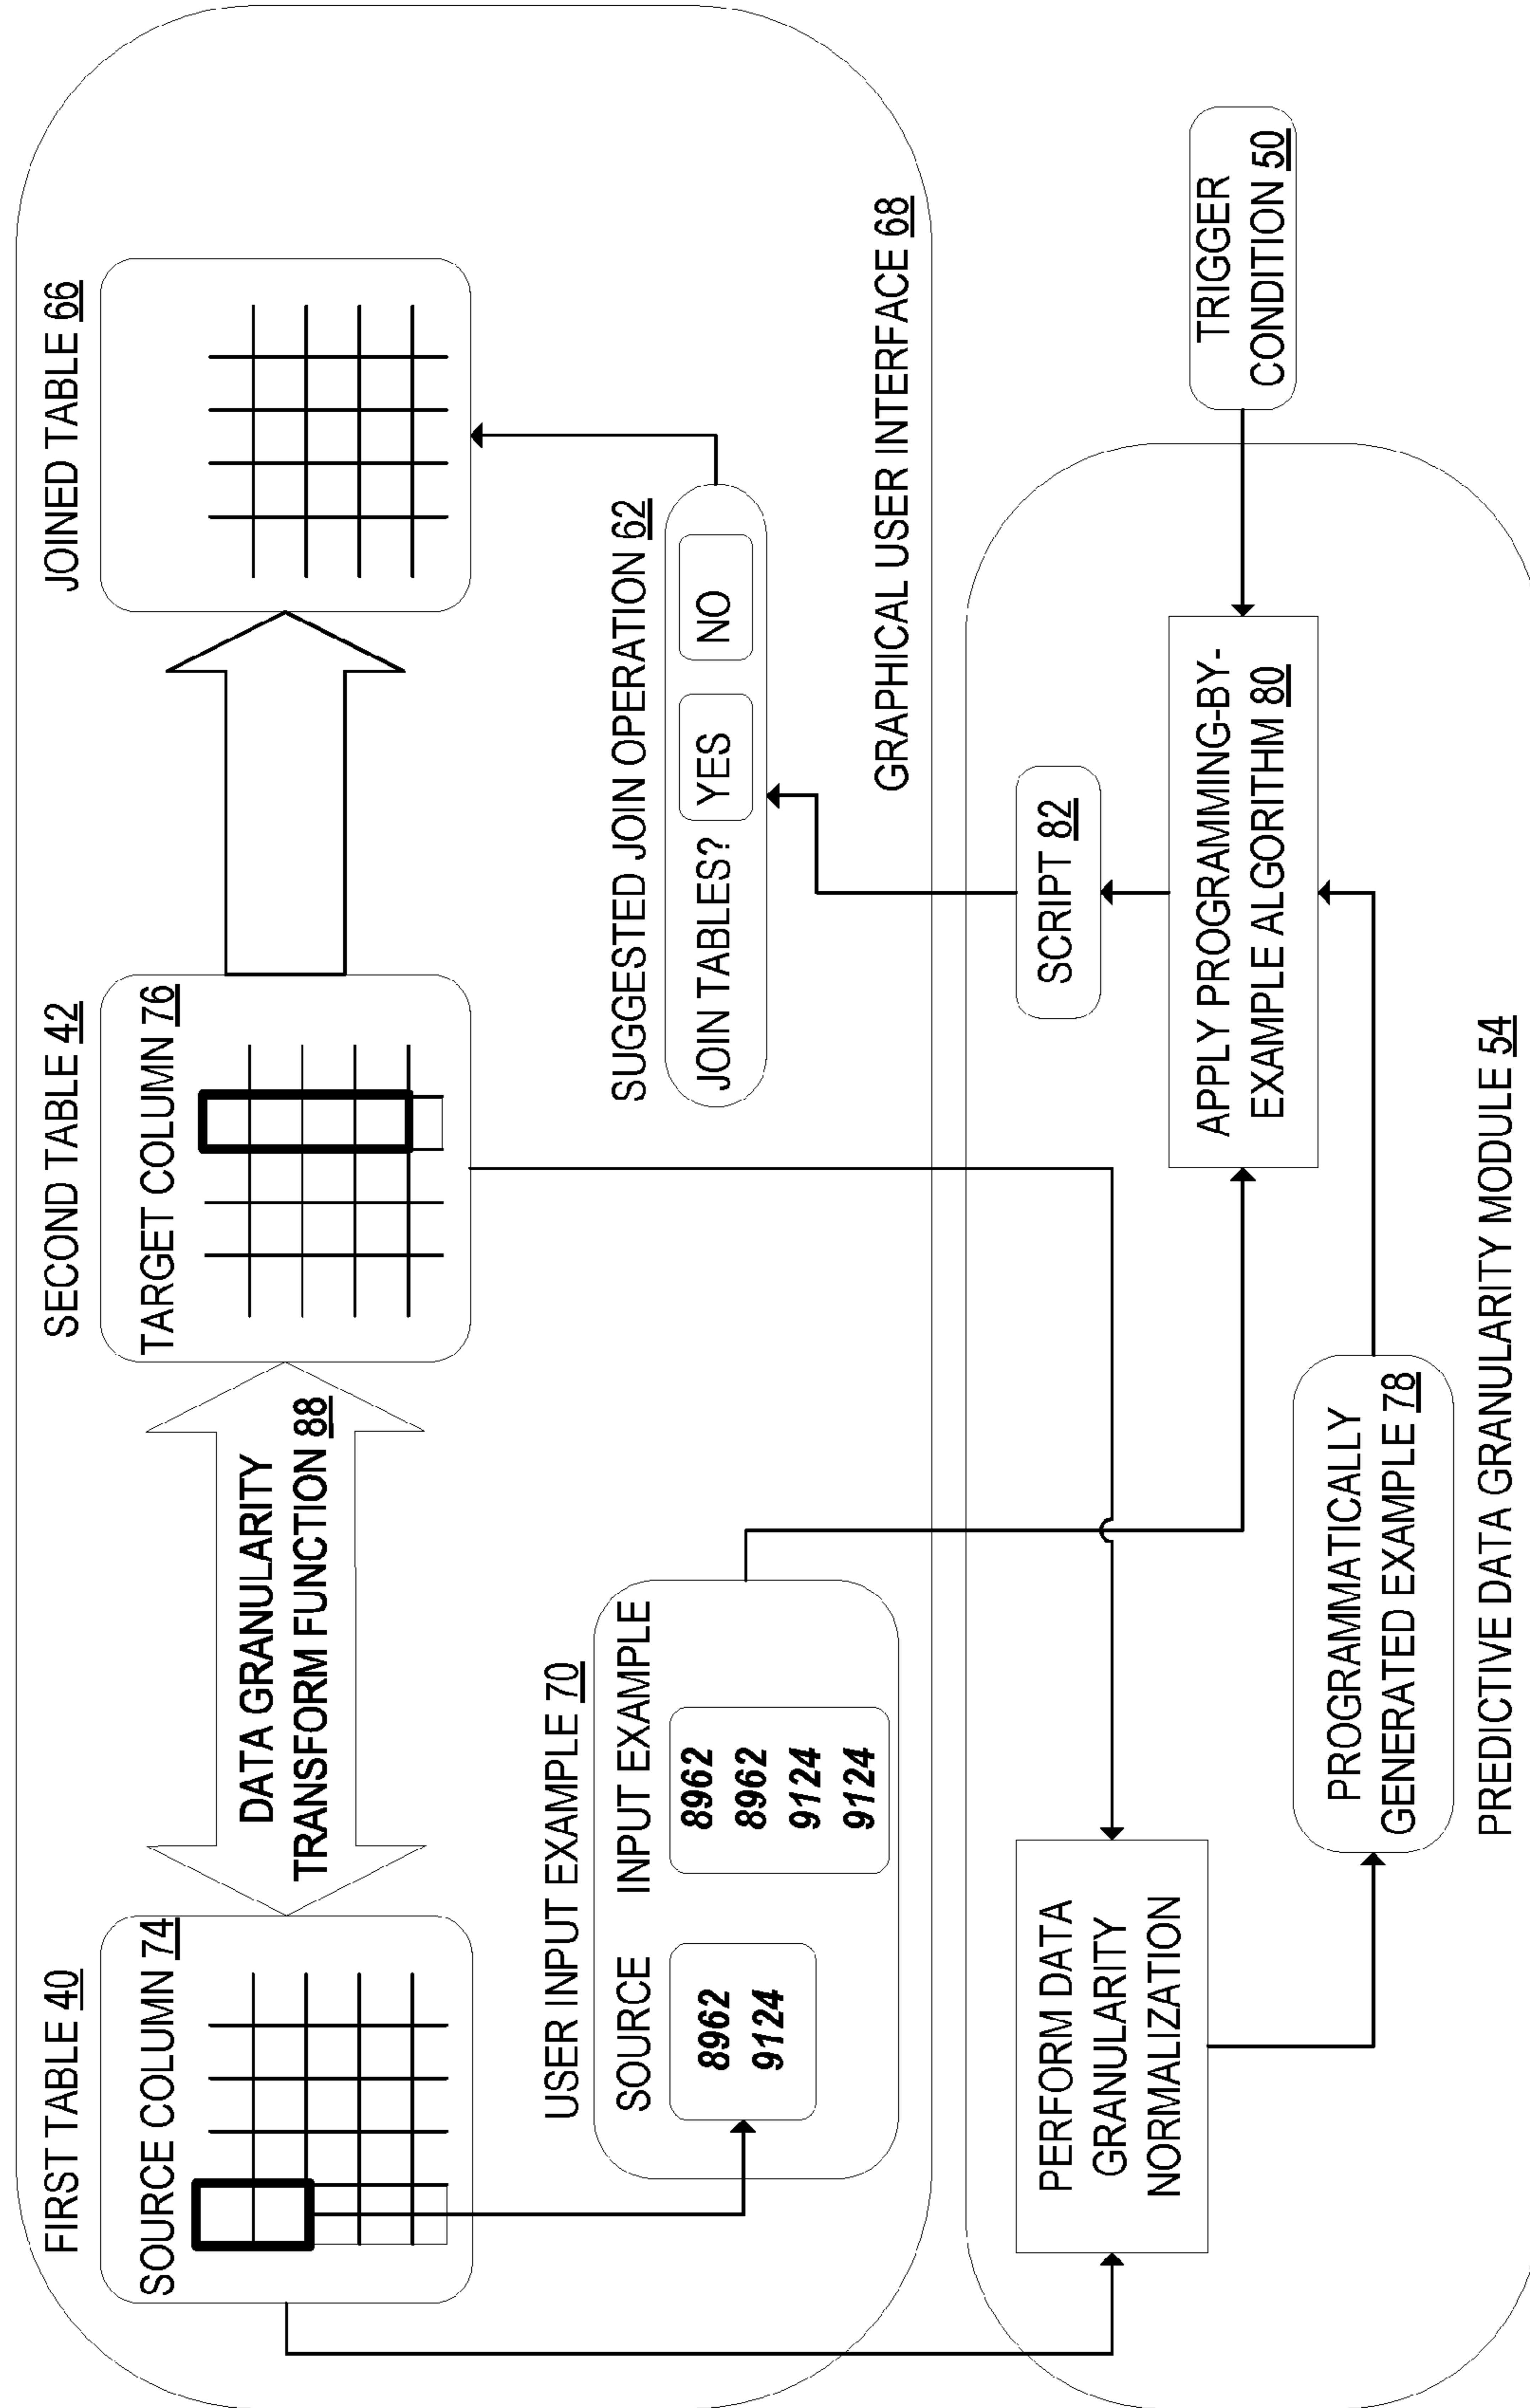 FIRST TABLE 40
SOURCE COLUMN 74
DATA GRANULARITY
TRANSFORM FUNCTION 88
SECOND TABLE 42
TARGET COLUMN 76
JOINED TABLE 66
USER INPUT EXAMPLE 70
SOURCE
8962
9124
INPUT EXAMPLE
8962
8962
9124
9124
SUGGESTED JOIN OPERATION 62
JOIN TABLES?
YES
NO
GRAPHICAL USER INTERFACE 68
PERFORM DATA
GRANULARITY
NORMALIZATION
SCRIPT 82
APPLY PROGRAMMING-BY-
EXAMPLE ALGORITHM 80
TRIGGER
CONDITION 50
PROGRAMMATICALLY
GENERATED EXAMPLE 78
PREDICTIVE DATA GRANULARITY MODULE 54